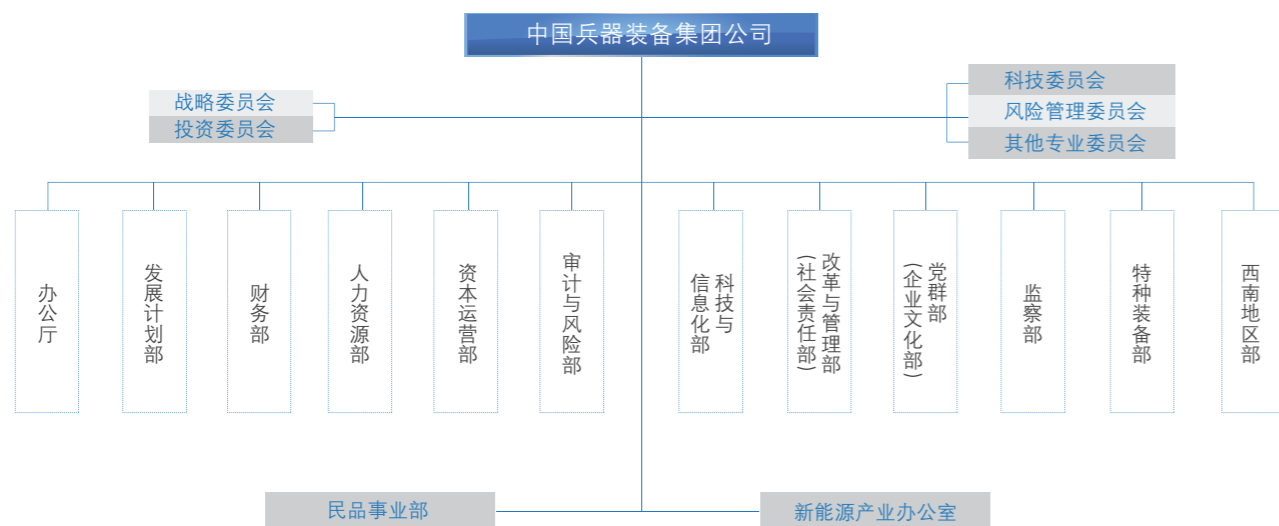 中国兵器装备集团公司
战略委员会
投资委员会
科技委员会
风险管理委员会
其他专业委员会
办公厅
发展计划部
财务部
人力资源部
资本运营部
审计与风险部
科技与
信息化部
改革与管理部
(社会责任部)
党群部
(企业文化部)
监察部
特种装备部
西南地区部
民品事业部
新能源产业办公室